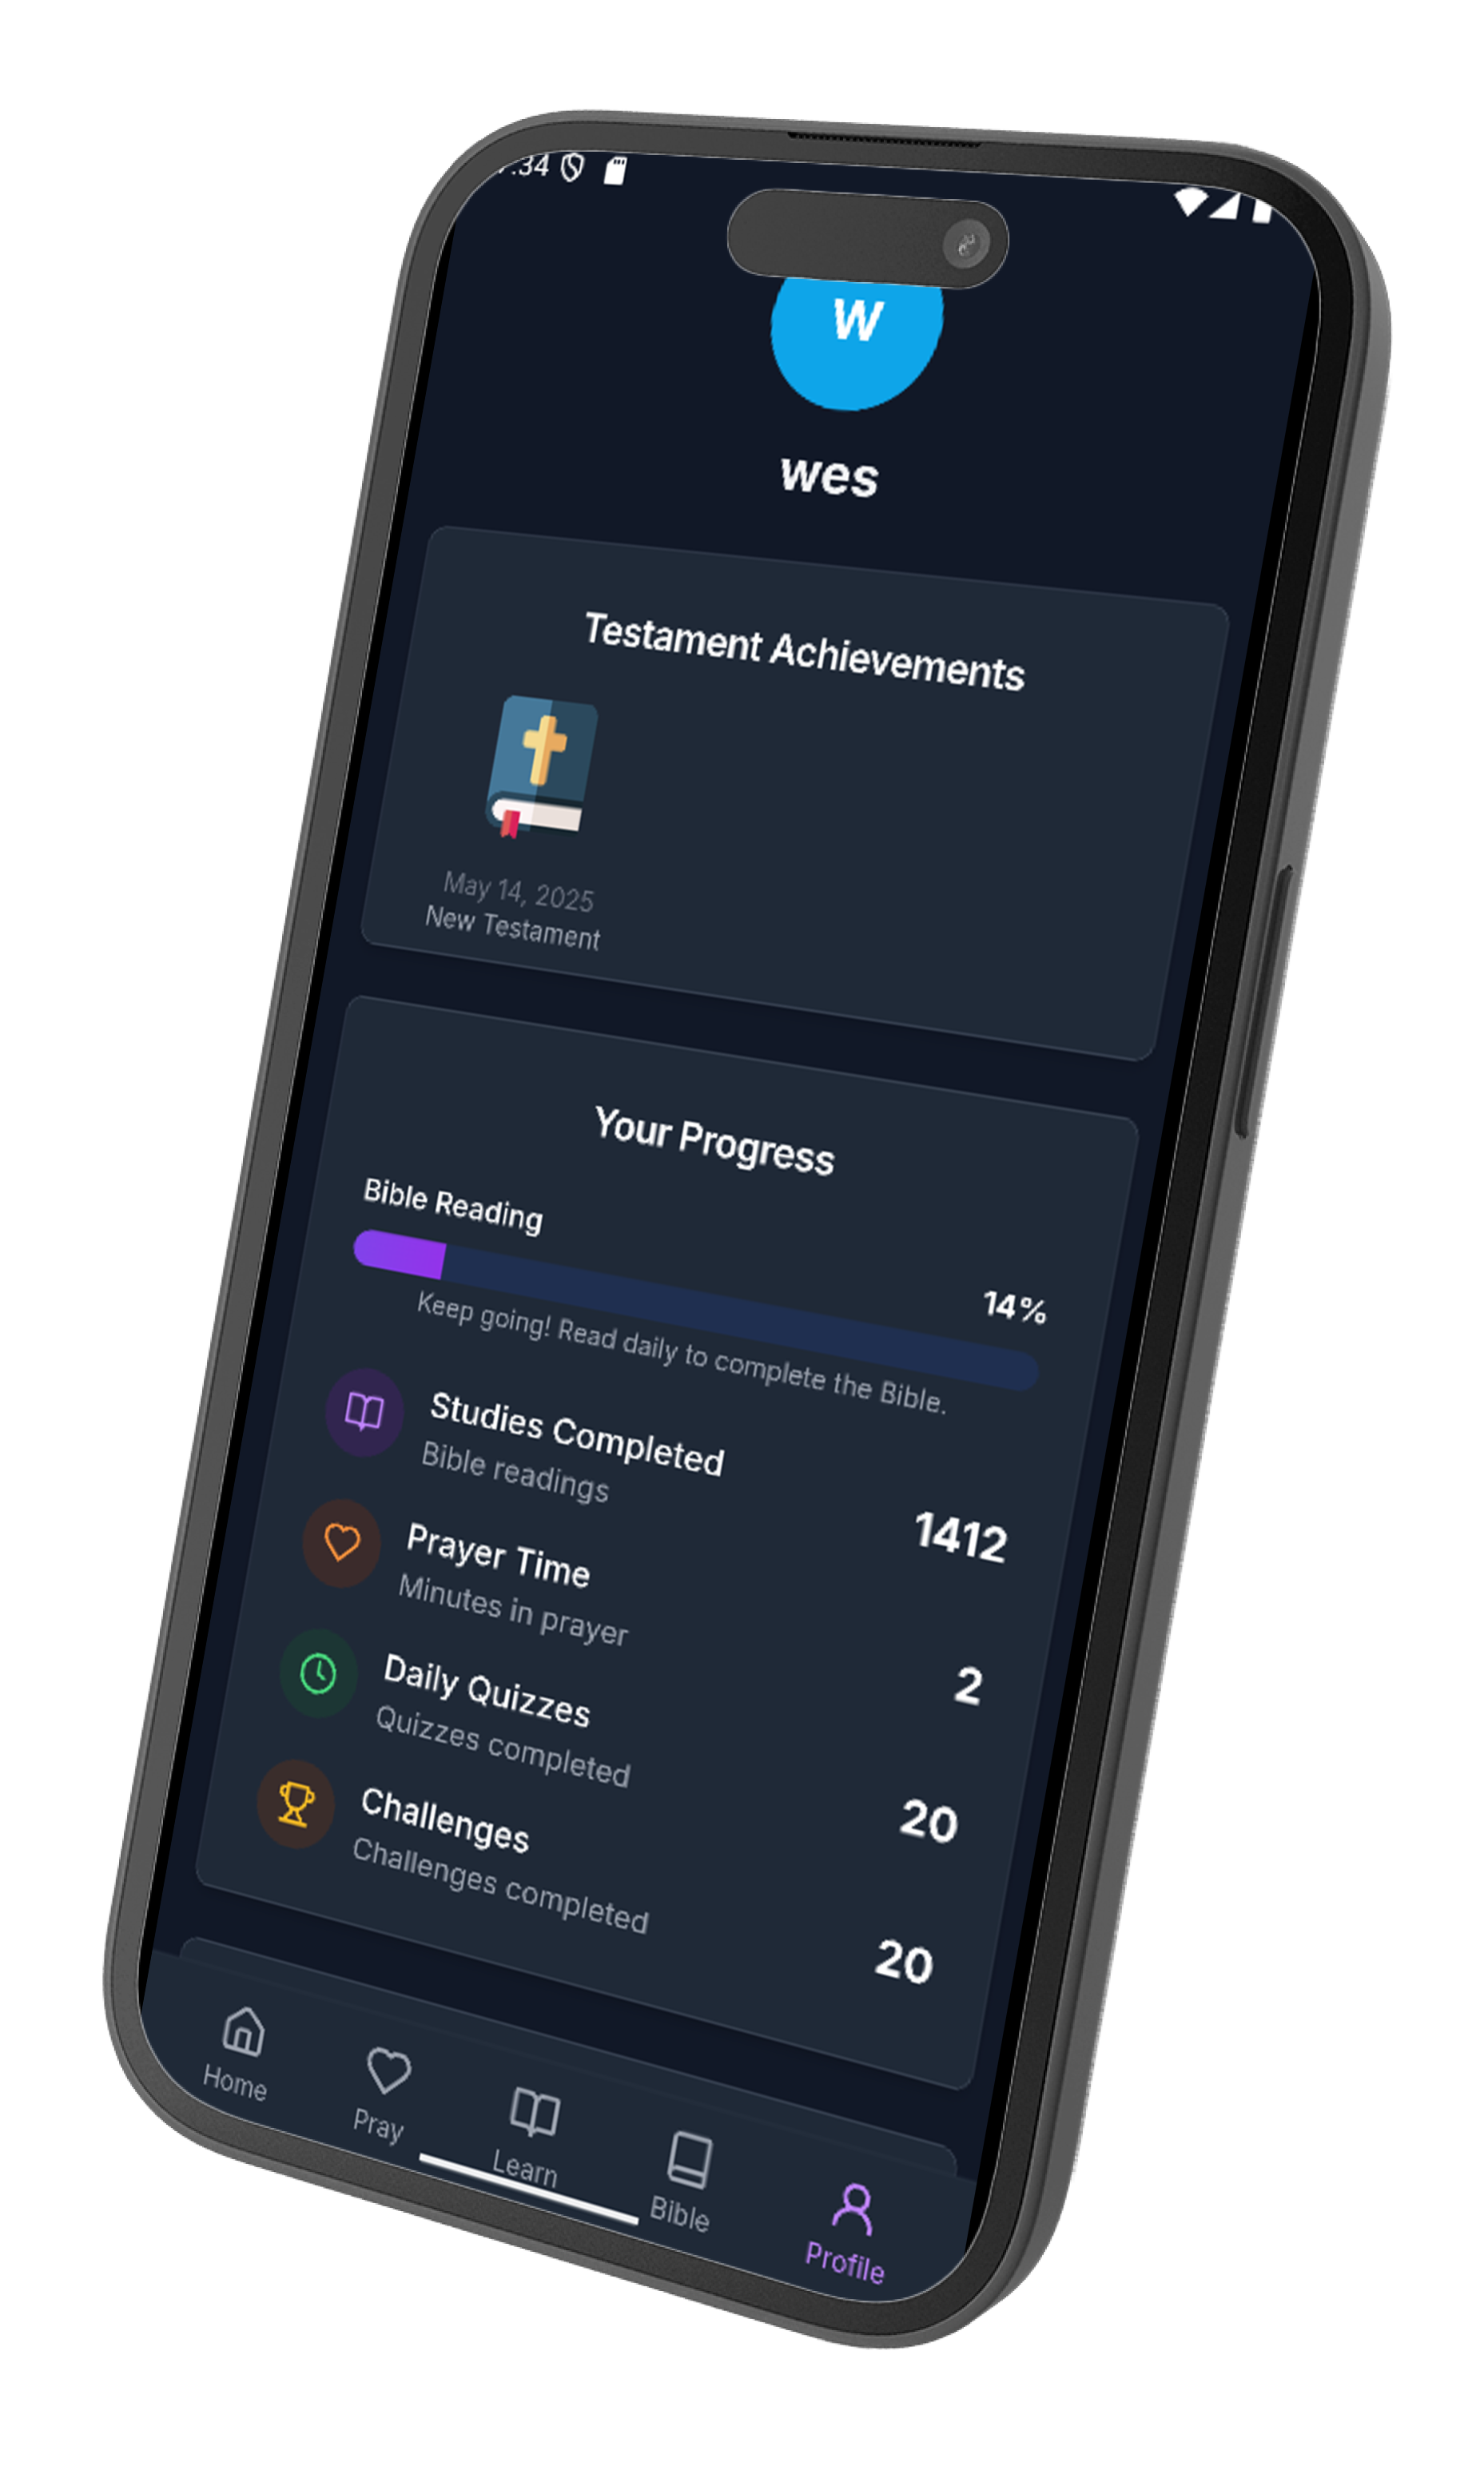 :34
W
wes
Testament Achievements
May 14, 2025
New Testament
Your Progress
Bible Reading
14%
Keep going! Read daily to complete the Bible.
Studies Completed
Bible readings
1412
Prayer Time
Minutes in prayer
2
Daily Quizzes
Quizzes completed
20
Challenges
Challenges completed
20
Home
Pray
Learn
Bible
Profile